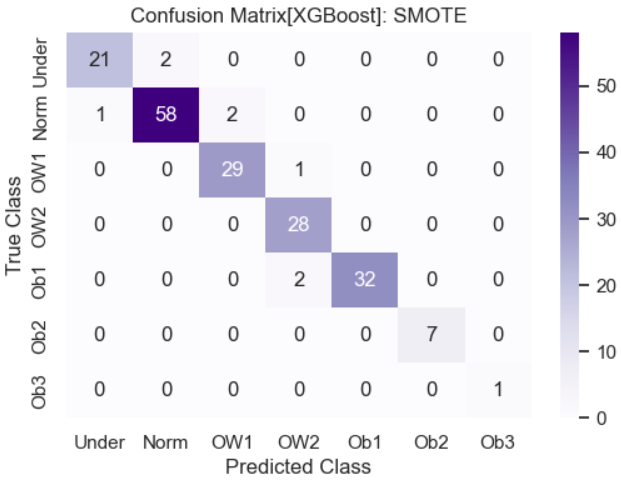 Confusion Matrix[XGBoost]: SMOTE
Under 21 2 0 0 0 0 0
Norm 1 58 2 0 0 0 0
OW1 0 0 29 1 0 0 0
OW2 0 0 0 28 0 0 0
Ob1 0 0 0 2 32 0 0
Ob2 0 0 0 0 0 7 0
Ob3 0 0 0 0 0 0 1
True Class
Under Norm OW1 OW2 Ob1 Ob2 Ob3
Predicted Class
50
40
30
20
10
0